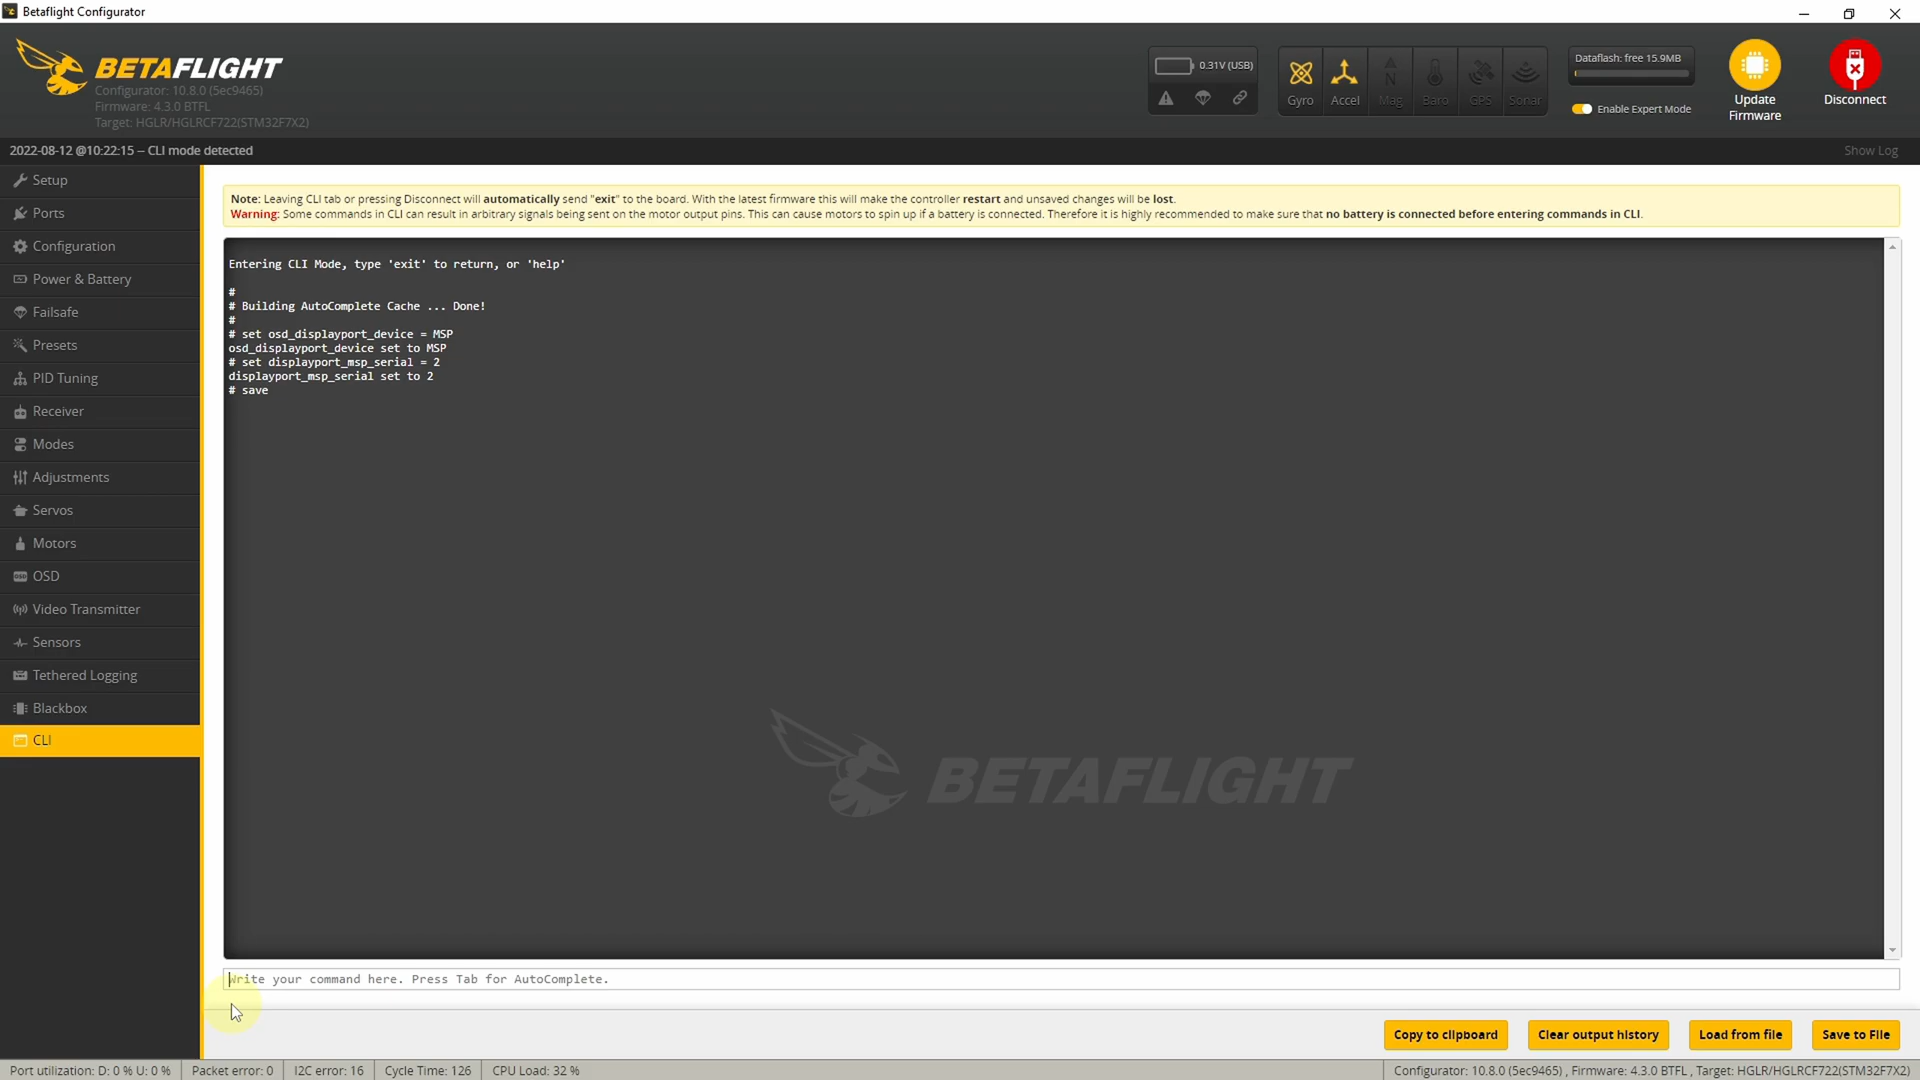 Betaflight Configurator
BETAFLIGHT
Configurator: 10.8.0 (5ec9465)
Firmware: 4.3.0 BTFL
Target: HGLR/HGLRCF722(STM32F7X2)
0.31V (USB)
Gyro
Accel
Mag
Baro
GPS
Sonar
Dataflash: free 15.9MB
Enable Expert Mode
Update
Firmware
Disconnect
2022-08-12 @10:22:15 -- CLI mode detected
Show Log
Setup
Ports
Configuration
Power & Battery
Failsafe
Presets
PID Tuning
Receiver
Modes
Adjustments
Servos
Motors
OSD
Video Transmitter
Sensors
Tethered Logging
Blackbox
CLI
Note: Leaving CLI tab or pressing Disconnect will automatically send "exit" to the board. With the latest firmware this will make the controller restart and unsaved changes will be lost.
Warning: Some commands in CLI can result in arbitrary signals being sent on the motor output pins. This can cause motors to spin up if a battery is connected. Therefore it is highly recommended to make sure that no battery is connected before entering commands in CLI.
Entering CLI Mode, type 'exit' to return, or 'help'
#
# Building AutoComplete Cache ... Done!
#
# set osd_displayport_device = MSP
osd_displayport_device set to MSP
# set displayport_msp_serial = 2
displayport_msp_serial set to 2
# save
BETAFLIGHT
Write your command here. Press Tab for AutoComplete.
Copy to clipboard
Clear output history
Load from file
Save to File
Port utilization: D: 0 % U: 0 %
Packet error: 0
I2C error: 16
Cycle Time: 126
CPU Load: 32 %
Configurator: 10.8.0 (5ec9465) , Firmware: 4.3.0 BTFL , Target: HGLR/HGLRCF722(STM32F7X2)